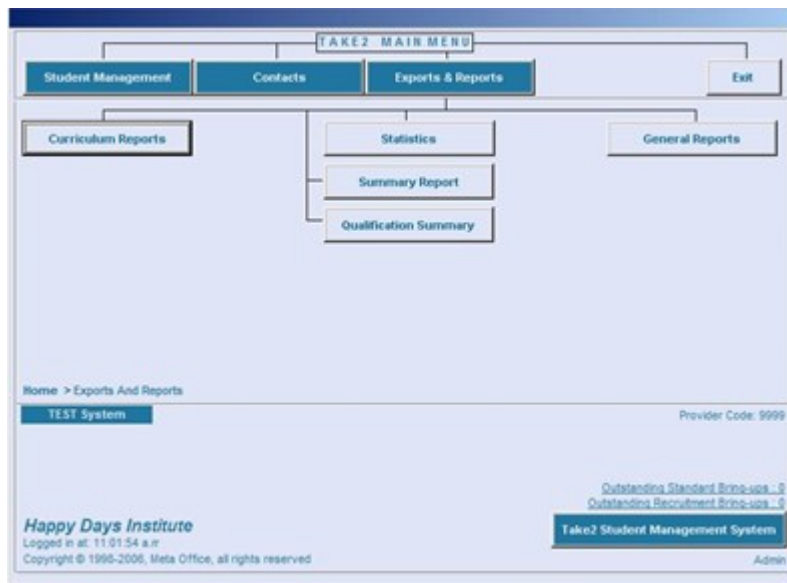 TAKE2 MAIN MENU
Student Management
Contacts
Exports & Reports
Exit
Curriculum Reports
Statistics
General Reports
Summary Report
Qualification Summary
Home > Exports And Reports
TEST System
Provider Code: 9999
Outstanding Standard Bring-ups : 0
Outstanding Recruitment Bring-ups : 0
Happy Days Institute
Take2 Student Management System
Logged in at: 11:01:54 a.m
Copyright © 1998-2006, Meta Office, all rights reserved
Admin